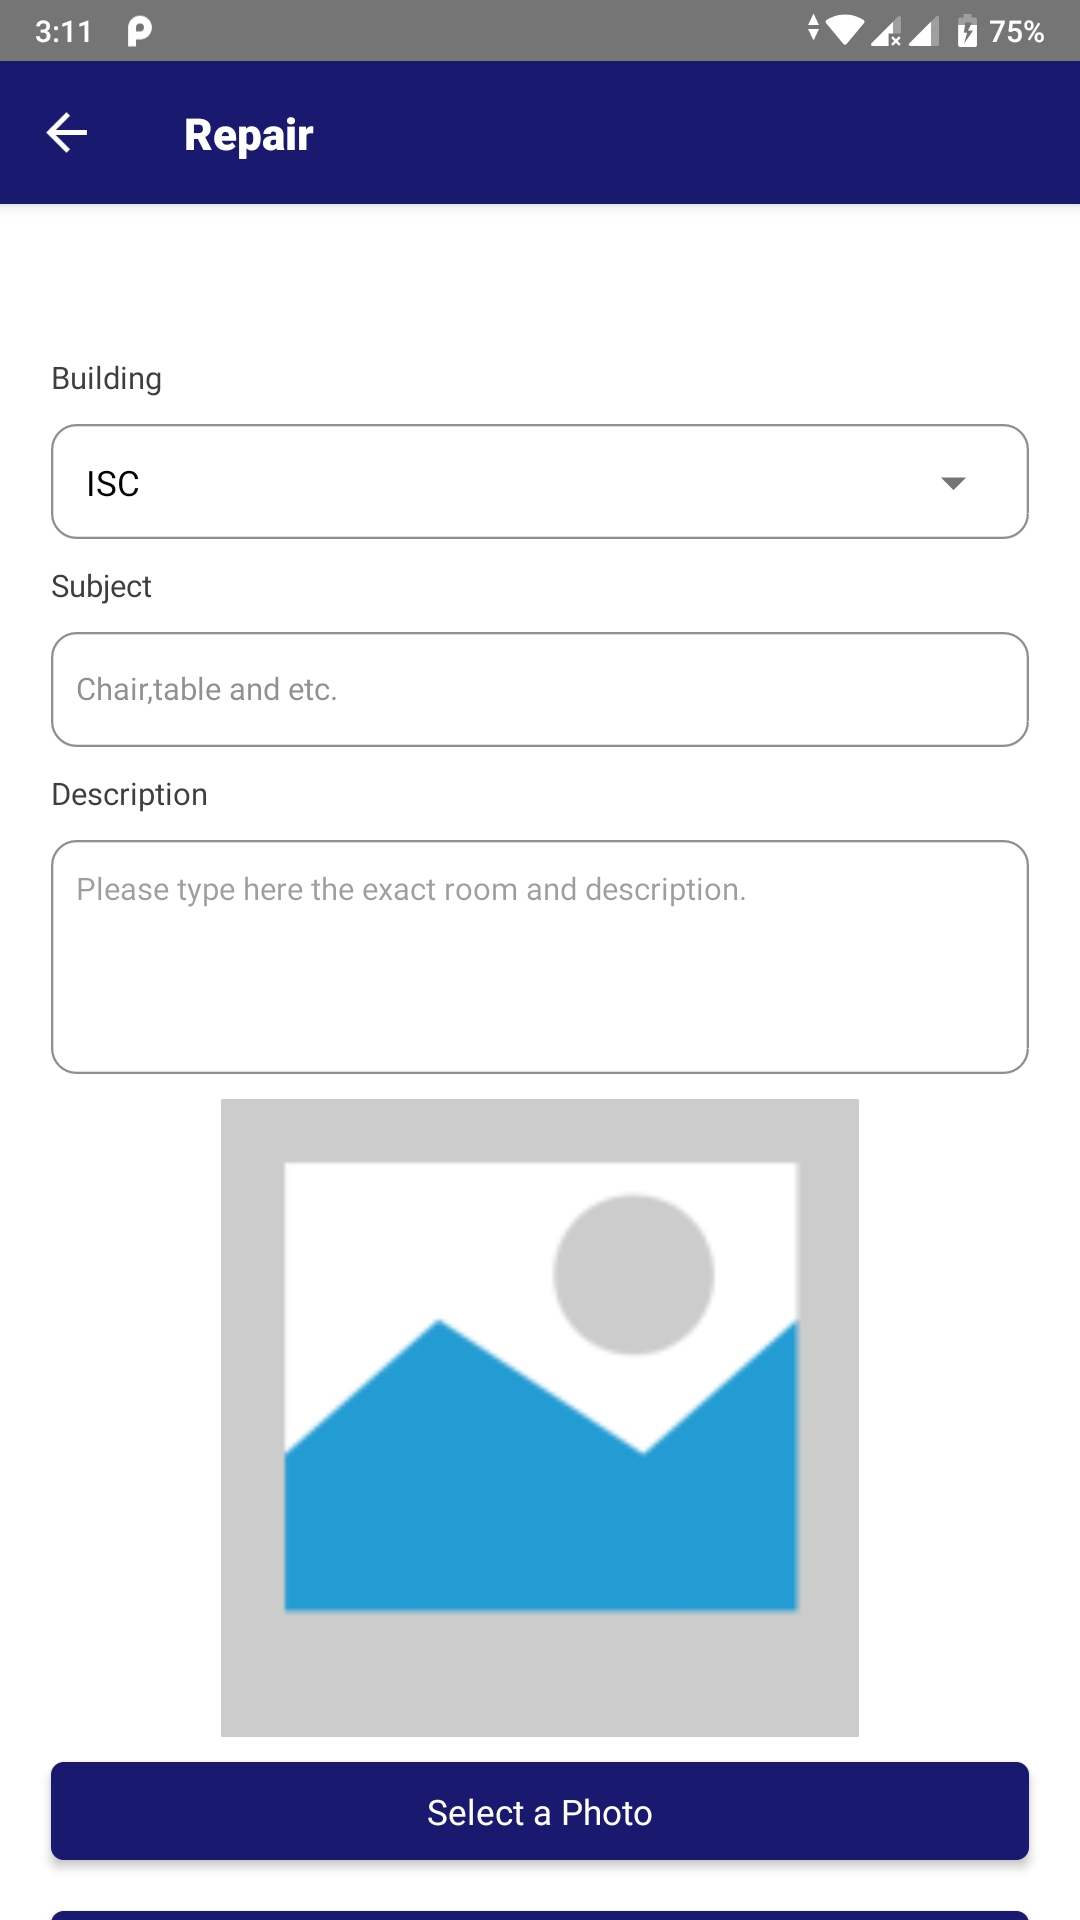 3:11
75%
Repair
Building
ISC
Subject
Chair,table and etc.
Description
Please type here the exact room and description.
Select a Photo